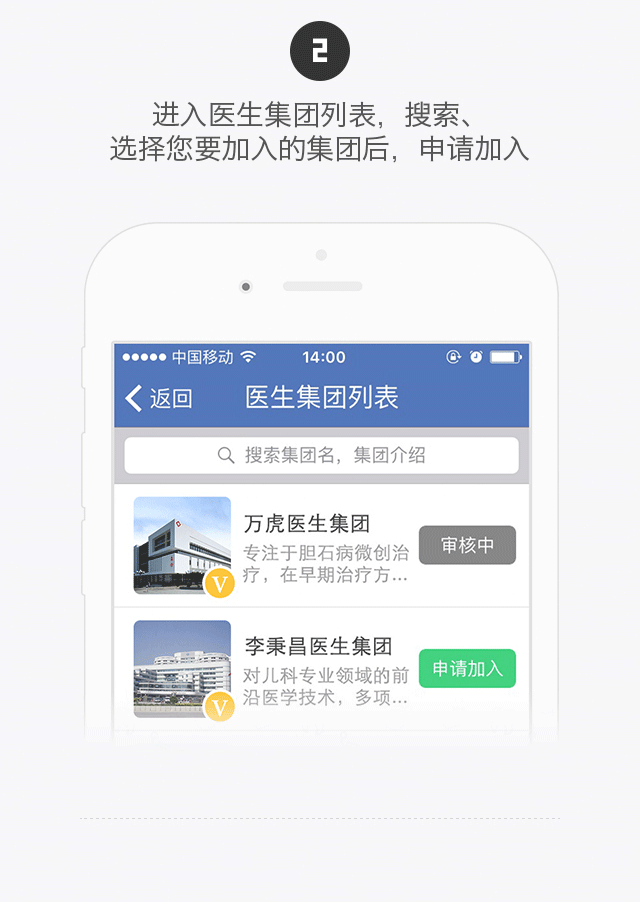 2
进入医生集团列表，搜索、
选择您要加入的集团后，申请加入
中国移动 14:00
返回 医生集团列表
搜索集团名，集团介绍
万虎医生集团
专注于胆石病微创治
疗，在早期治疗方...
审核中
V
李秉昌医生集团
对儿科专业领域的前
沿医学技术，多项...
申请加入
V